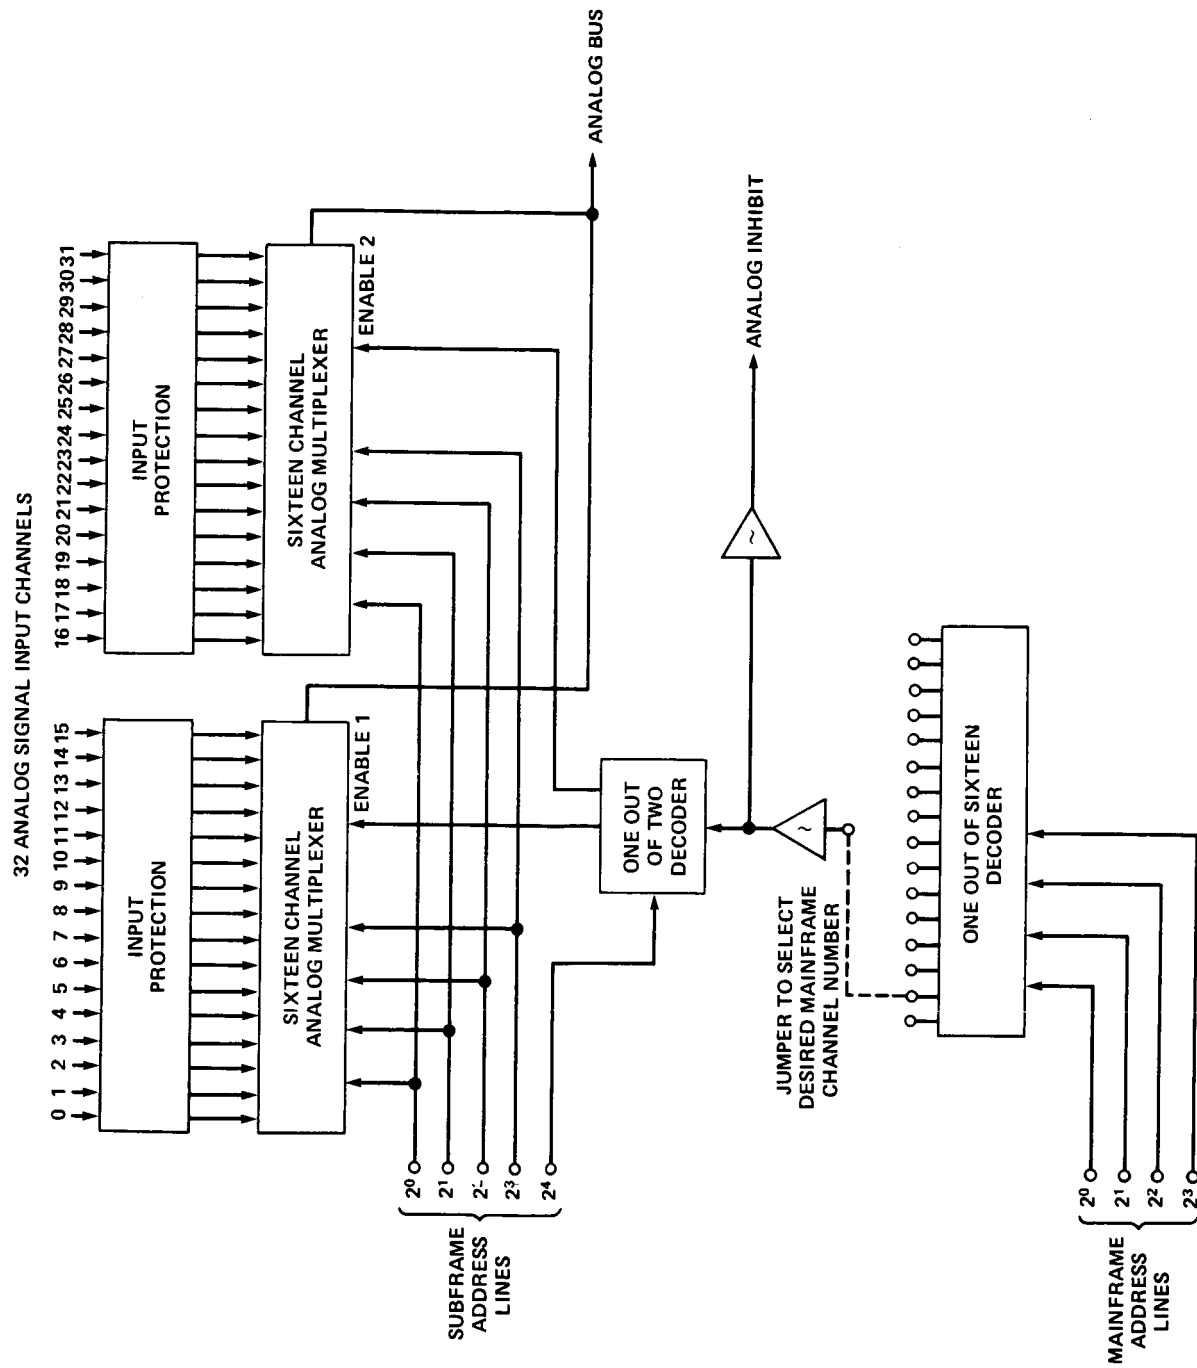 32 ANALOG SIGNAL INPUT CHANNELS
0 1 2 3 4 5 6 7 8 9 10 11 12 13 14 15
16 17 18 19 20 21 22 23 24 25 26 27 28 29 30 31
INPUT
PROTECTION
INPUT
PROTECTION
SIXTEEN CHANNEL
ANALOG MULTIPLEXER
SIXTEEN CHANNEL
ANALOG MULTIPLEXER
ENABLE 1
ENABLE 2
ANALOG BUS
SUBFRAME
ADDRESS
LINES
2⁰
2¹
2²
2³
2⁴
ONE OUT
OF TWO
DECODER
ANALOG INHIBIT
~
~
JUMPER TO SELECT
DESIRED MAINFRAME
CHANNEL NUMBER
ONE OUT OF SIXTEEN
DECODER
MAINFRAME
ADDRESS
LINES
2⁰
2¹
2²
2³